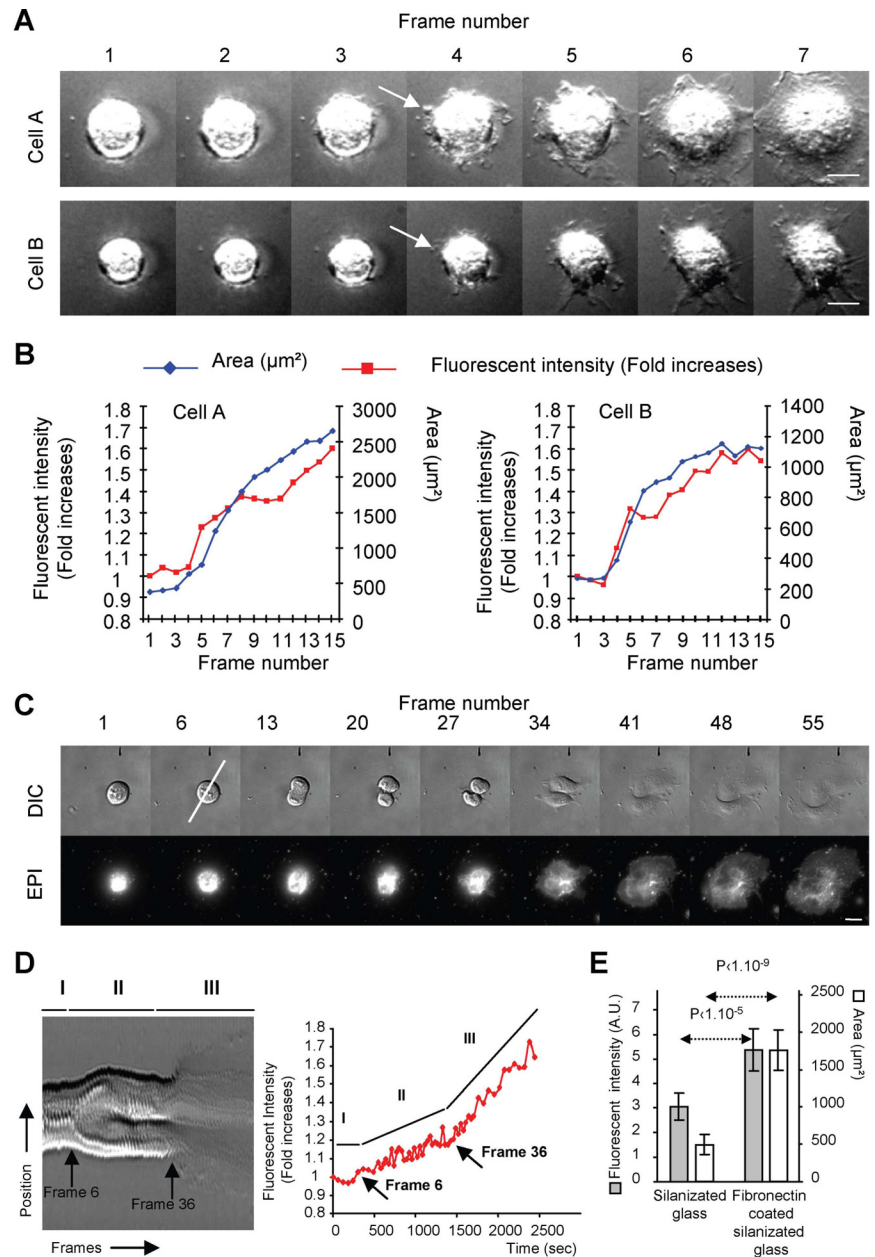 A
Frame number
1 2 3 4 5 6 7
Cell A
Cell B
B
Area (µm²) Fluorescent intensity (Fold increases)
Cell A
Fluorescent intensity
(Fold increases)
1.8
1.7
1.6
1.5
1.4
1.3
1.2
1.1
1
0.9
0.8
3000
2500
2000
1500
1000
500
0
Area
(µm²)
1 3 5 7 9 11 13 15
Frame number
Cell B
Fluorescent intensity
(Fold increases)
1.8
1.7
1.6
1.5
1.4
1.3
1.2
1.1
1
0.9
0.8
1400
1200
1000
800
600
400
200
0
Area
(µm²)
1 3 5 7 9 11 13 15
Frame number
C
Frame number
1 6 13 20 27 34 41 48 55
DIC
EPI
D
I II III
Position
Frame 6
Frame 36
Frames
Fluorescent Intensity
(Fold increases)
1.8
1.7
1.6
1.5
1.4
1.3
1.2
1.1
1.0
0.9
0.8
I
II
III
Frame 6
Frame 36
0 500 1000 1500 2000 2500
Time (sec)
E
P‹1.10-9
P‹1.10-5
Fluorescent intensity (A.U.)
7
6
5
4
3
2
1
0
2500
2000
1500
1000
500
0
Area (µm²)
Silanizated
glass
Fibronectin
coated
silanizated
glass